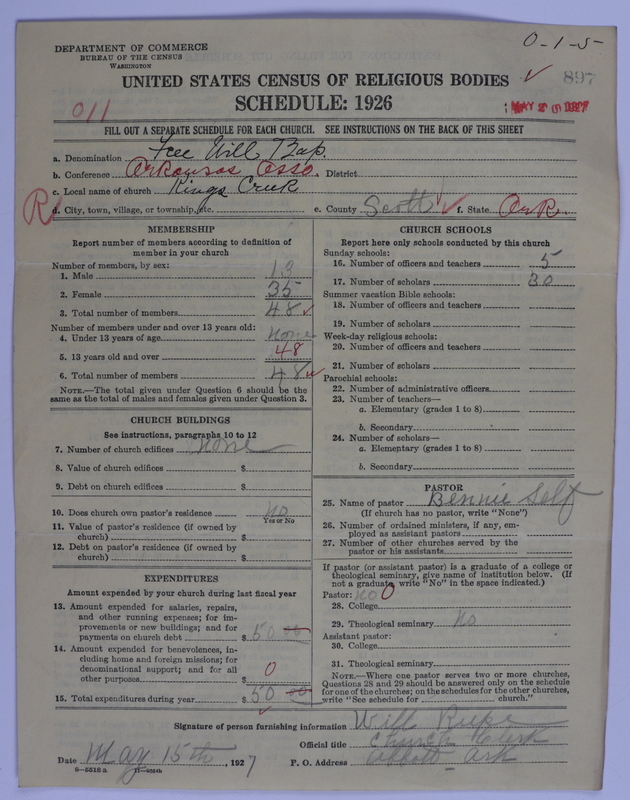 DEPARTMENT OF COMMERCE
BUREAU OF THE CENSUS
WASHINGTON
0-1-5-
897
UNITED STATES CENSUS OF RELIGIOUS BODIES
SCHEDULE: 1926
011
FILL OUT A SEPARATE SCHEDULE FOR EACH CHURCH. SEE INSTRUCTIONS ON THE BACK OF THIS SHEET
a. Denomination Free Will Bap.
b. Conference Arkansas Asso. District
c. Local name of church Kings Creek
R
d. City, town, village, or township, etc. e. County Scott f. State Ark.
MEMBERSHIP
Report number of members according to definition of
member in your church
Number of members, by sex:
1. Male 13
2. Female 35
3. Total number of members 48
Number of members under and over 13 years old:
4. Under 13 years of age None
5. 13 years old and over 48
6. Total number of members 48
NOTE.—The total given under Question 6 should be
same as the total of males and females given under Question 3.
CHURCH BUILDINGS
See instructions, paragraphs 10 to 12
7. Number of church edifices none
8. Value of church edifices $
9. Debt on church edifices $
10. Does church own pastor's residence no
Yes or No
11. Value of pastor's residence (if owned by
church) $
12. Debt on pastor's residence (if owned by
church) $
EXPENDITURES
Amount expended by your church during last fiscal year
13. Amount expended for salaries, repairs,
and other running expenses; for im-
provements or new buildings; and for
payments on church debt $ 50 00
14. Amount expended for benevolences, in-
cluding home and foreign missions; for
denominational support; and for all
other purposes $ 0
15. Total expenditures during year $ 50 00
CHURCH SCHOOLS
Report here only schools conducted by this church
Sunday schools:
16. Number of officers and teachers 5
17. Number of scholars 30
Summer vacation Bible schools:
18. Number of officers and teachers
19. Number of scholars
Week-day religious schools:
20. Number of officers and teachers
21. Number of scholars
Parochial schools:
22. Number of administrative officers
23. Number of teachers—
a. Elementary (grades 1 to 8)
b. Secondary
24. Number of scholars—
a. Elementary (grades 1 to 8)
b. Secondary
PASTOR
25. Name of pastor Bennie Self
(If church has no pastor, write "None")
26. Number of ordained ministers, if any, em-
ployed as assistant pastors
27. Number of other churches served by the
pastor or his assistants
If pastor (or assistant pastor) is a graduate of a college or
theological seminary, give name of institution below. (If
not a graduate, write "No" in the space indicated.)
Pastor: no 0
28. College
29. Theological seminary No
Assistant pastor:
30. College
31. Theological seminary
NOTE.—Where one pastor serves two or more churches,
Questions 28 and 29 should be answered only on the schedule
for one of the churches; on the schedules for the other churches,
write "See schedule for church."
Signature of person furnishing information Will Rupe
Official title Church Clerk
Date May 15th, 1927 P. O. Address Abbott Ark